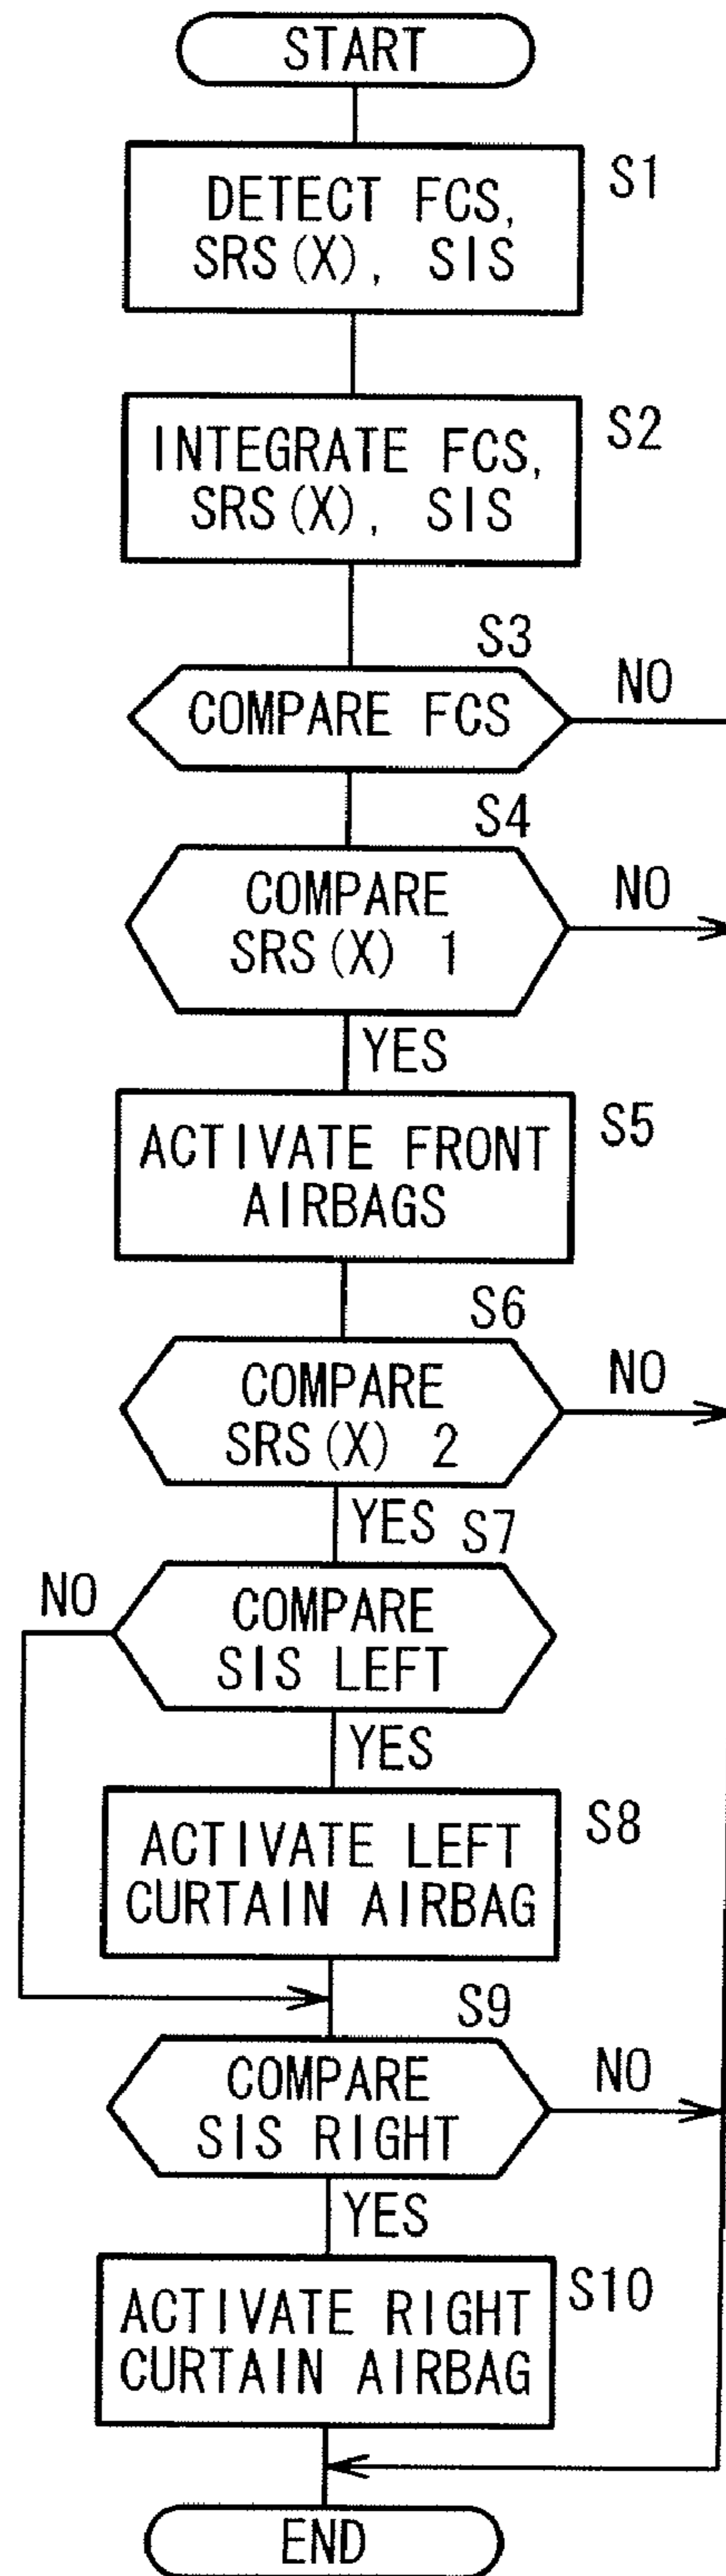 START
S1
DETECT FCS,
SRS(X), SIS
S2
INTEGRATE FCS,
SRS(X), SIS
S3
COMPARE FCS
NO
S4
COMPARE
SRS(X) 1
NO
YES
S5
ACTIVATE FRONT
AIRBAGS
S6
COMPARE
SRS(X) 2
NO
YES
S7
NO
COMPARE
SIS LEFT
YES
S8
ACTIVATE LEFT
CURTAIN AIRBAG
S9
COMPARE
SIS RIGHT
NO
YES
S10
ACTIVATE RIGHT
CURTAIN AIRBAG
END